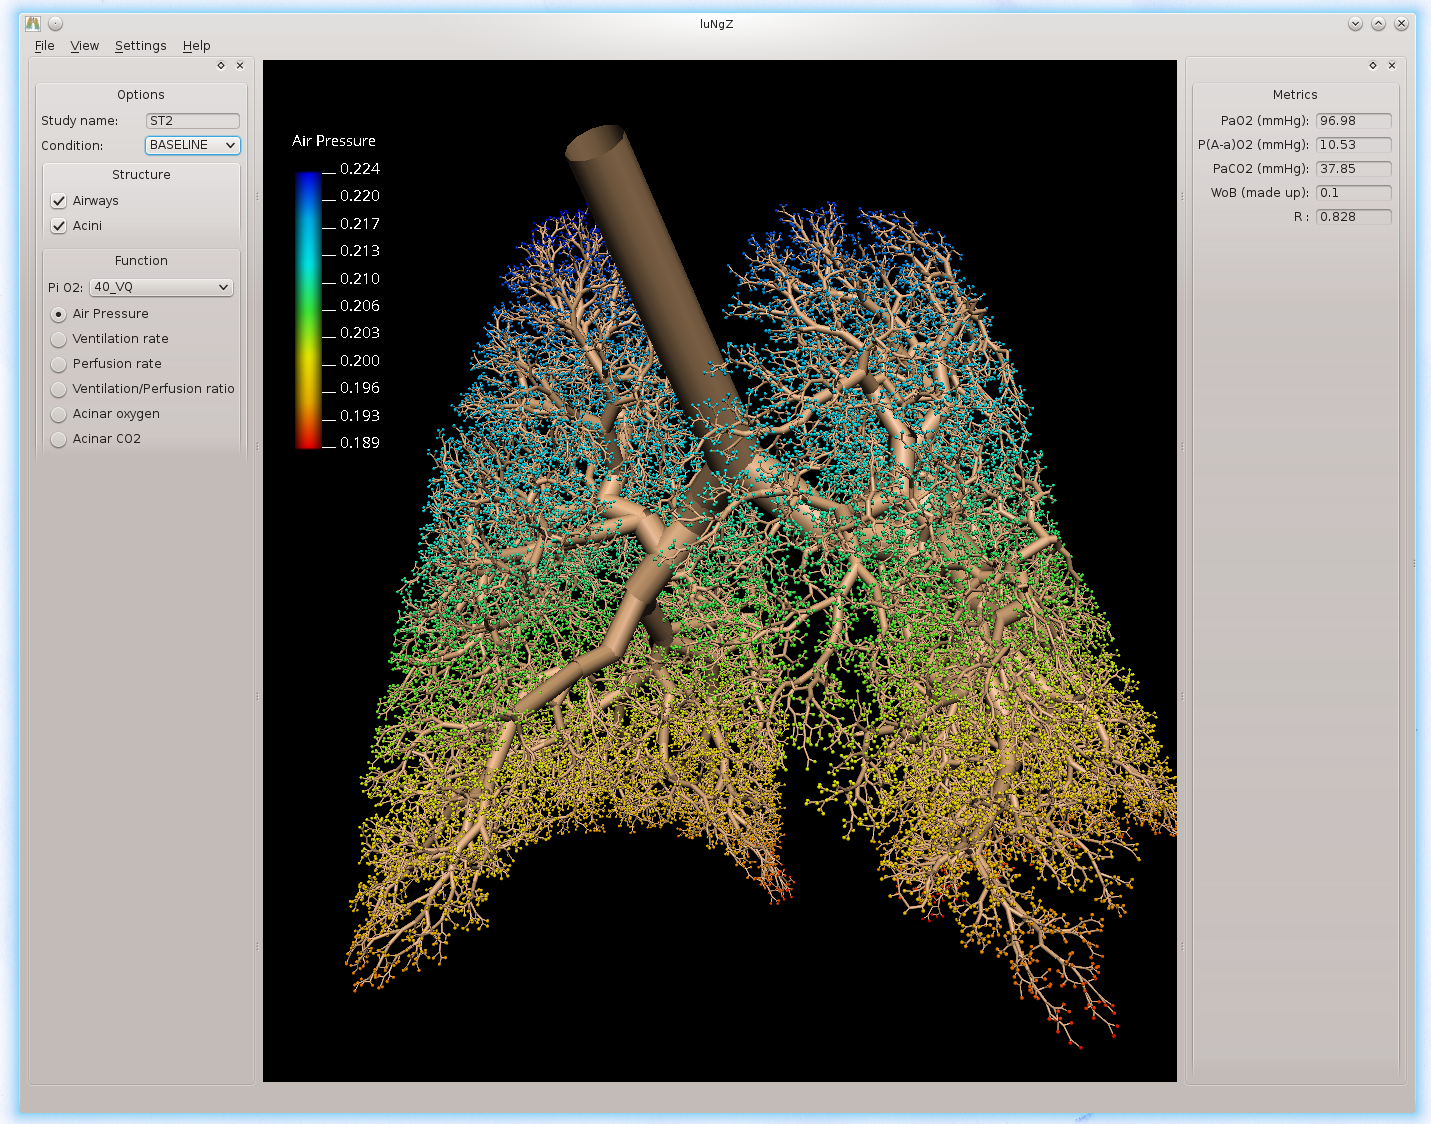 luNgZ
File View Settings Help
Options
Study name: ST2
Condition: BASELINE
Structure
Airways
Acini
Function
Pi O2: 40_VQ
Air Pressure
Ventilation rate
Perfusion rate
Ventilation/Perfusion ratio
Acinar oxygen
Acinar CO2
Air Pressure
0.224
0.220
0.217
0.213
0.210
0.206
0.203
0.200
0.196
0.193
0.189
Metrics
PaO2 (mmHg): 96.98
P(A-a)O2 (mmHg): 10.53
PaCO2 (mmHg): 37.85
WoB (made up): 0.1
R : 0.828